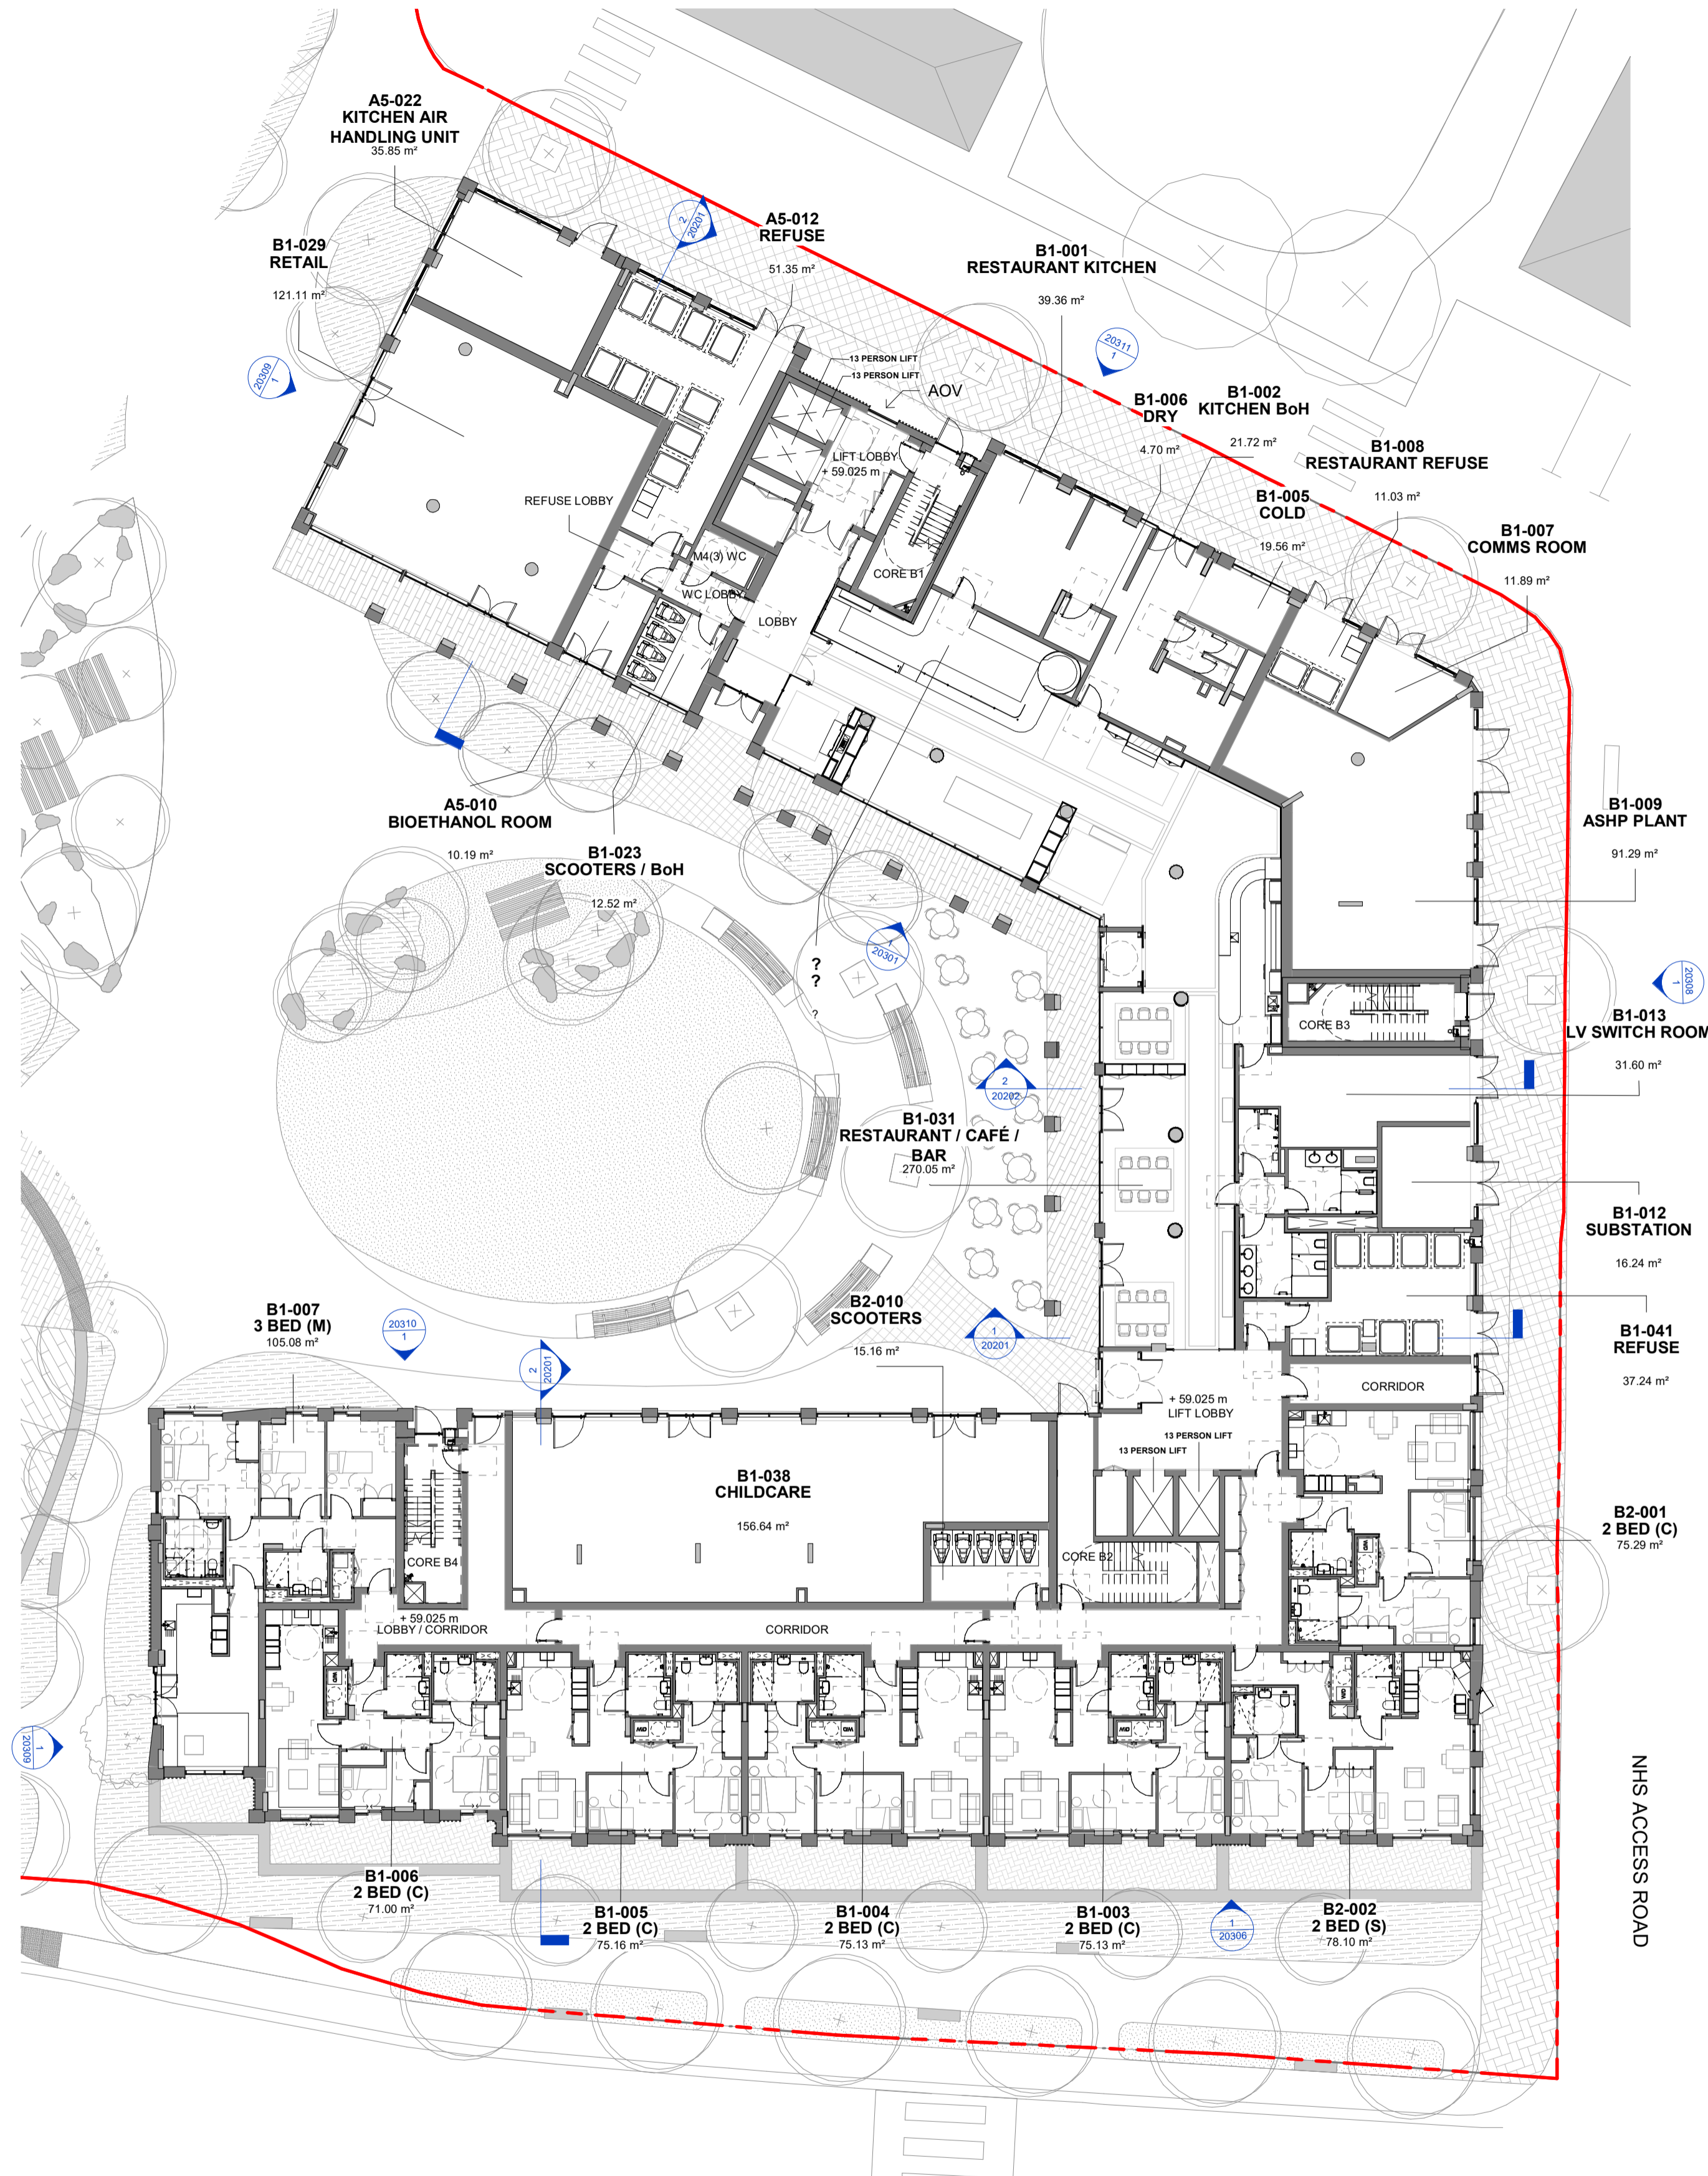 A5-022
KITCHEN AIR
HANDLING UNIT
35.85 m²
B1-029
RETAIL
121.11 m²
2
20201
A5-012
REFUSE
51.35 m²
B1-001
RESTAURANT KITCHEN
39.36 m²
20309
1
20311
1
13 PERSON LIFT
13 PERSON LIFT
AOV
B1-006
DRY
4.70 m²
B1-002
KITCHEN BoH
21.72 m²
B1-008
RESTAURANT REFUSE
11.03 m²
LIFT LOBBY
+ 59.025 m
REFUSE LOBBY
B1-005
COLD
19.56 m²
B1-007
COMMS ROOM
11.89 m²
M4(3) WC
CORE B1
WC LOBBY
LOBBY
A5-010
BIOETHANOL ROOM
10.19 m²
B1-023
SCOOTERS / BoH
12.52 m²
B1-009
ASHP PLANT
91.29 m²
1
20301
?
?
?
20308
1
CORE B3
B1-013
LV SWITCH ROOM
31.60 m²
2
20202
B1-031
RESTAURANT / CAFÉ /
BAR
270.05 m²
B1-012
SUBSTATION
16.24 m²
B1-007
3 BED (M)
105.08 m²
20310
1
B2-010
SCOOTERS
15.16 m²
1
20201
2
20201
B1-041
REFUSE
37.24 m²
CORRIDOR
+ 59.025 m
LIFT LOBBY
13 PERSON LIFT
13 PERSON LIFT
B1-038
CHILDCARE
156.64 m²
B2-001
2 BED (C)
75.29 m²
CORE B4
CORE B2
WD
+ 59.025 m
LOBBY / CORRIDOR
CORRIDOR
WD
WD
WD
WD
WD
WD
1
20309
NHS ACCESS ROAD
B1-006
2 BED (C)
71.00 m²
B1-005
2 BED (C)
75.16 m²
B1-004
2 BED (C)
75.13 m²
B1-003
2 BED (C)
75.13 m²
1
20306
B2-002
2 BED (S)
78.10 m²